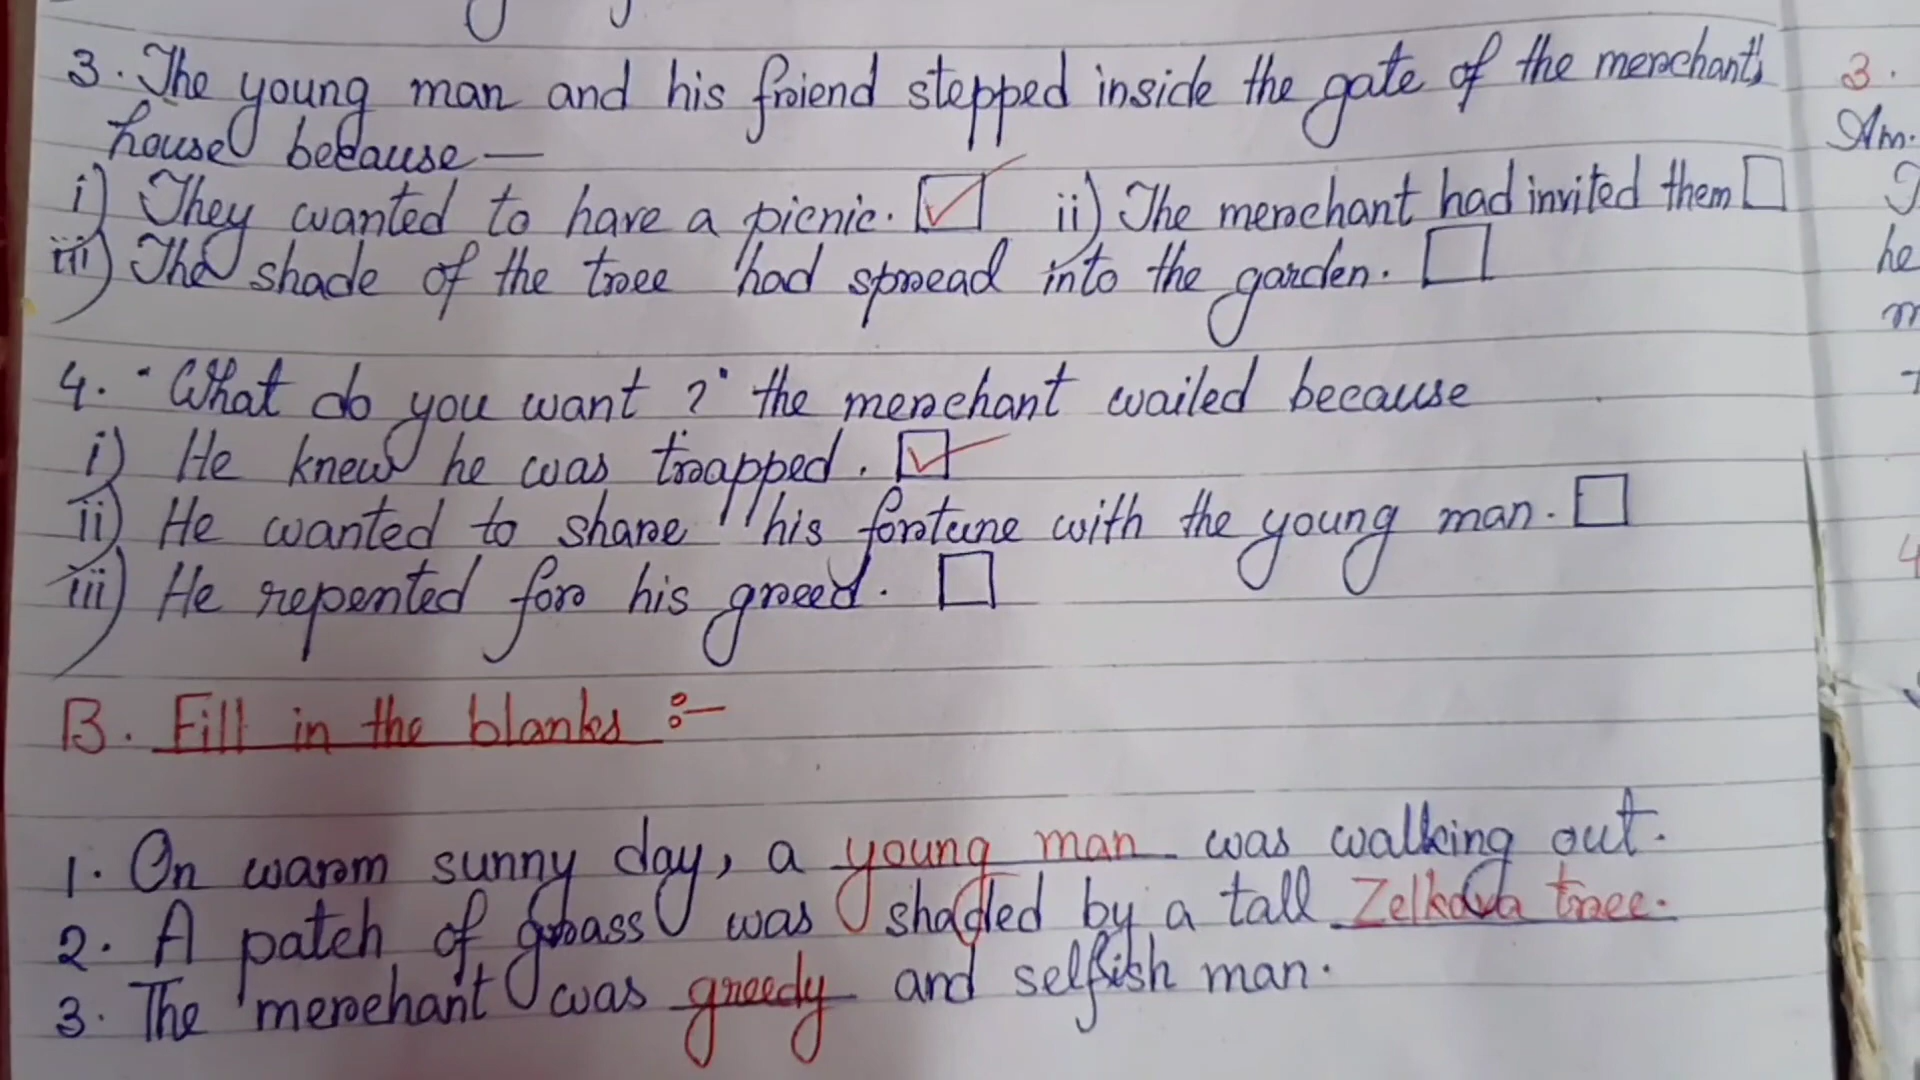 3. The young man and his friend stepped inside the gate of the merchant's
house because —
i) They wanted to have a picnic. ☑ ii) The merchant had invited them ☐
iii) The shade of the tree had spread into the garden. ☐
4. "What do you want ?" the merchant wailed because
i) He knew he was trapped. ☑
ii) He wanted to share his fortune with the young man. ☐
iii) He repented for his greed. ☐
B. Fill in the blanks :-
1. On warm sunny day, a young man was walking out.
2. A patch of grass was shaded by a tall Zelkova tree.
3. The merchant was greedy and selfish man.
3.
he
4